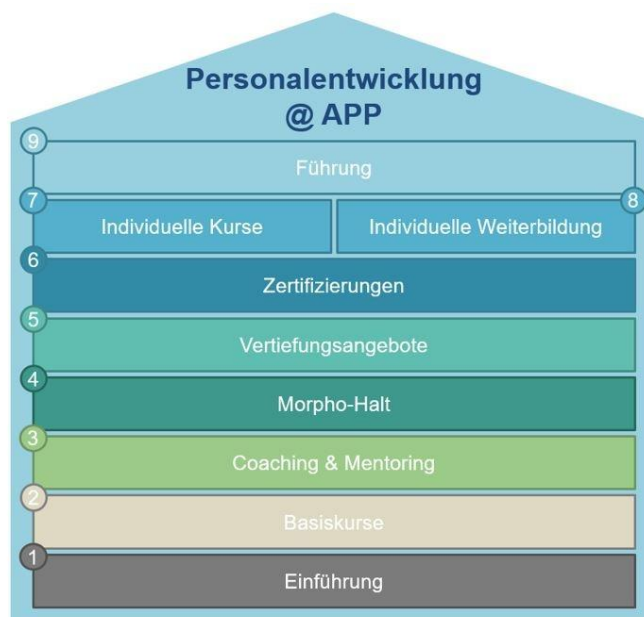 Personalentwicklung
@ APP
9
Führung
7
Individuelle Kurse
Individuelle Weiterbildung
8
6
Zertifizierungen
5
Vertiefungsangebote
4
Morpho-Halt
3
Coaching & Mentoring
2
Basiskurse
1
Einführung